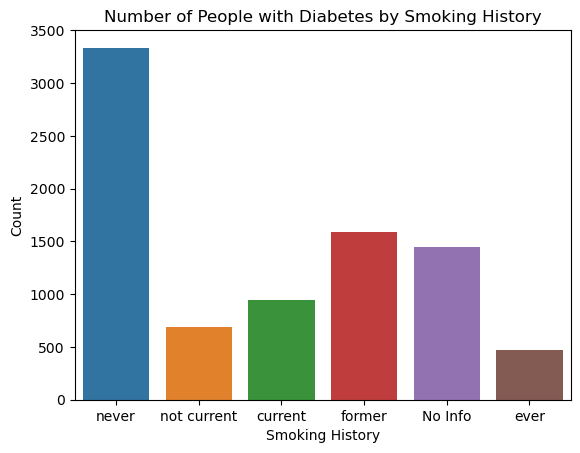 Number of People with Diabetes by Smoking History
3500
3000
2500
2000
1500
1000
500
0
Count
never not current current former No Info ever
Smoking History